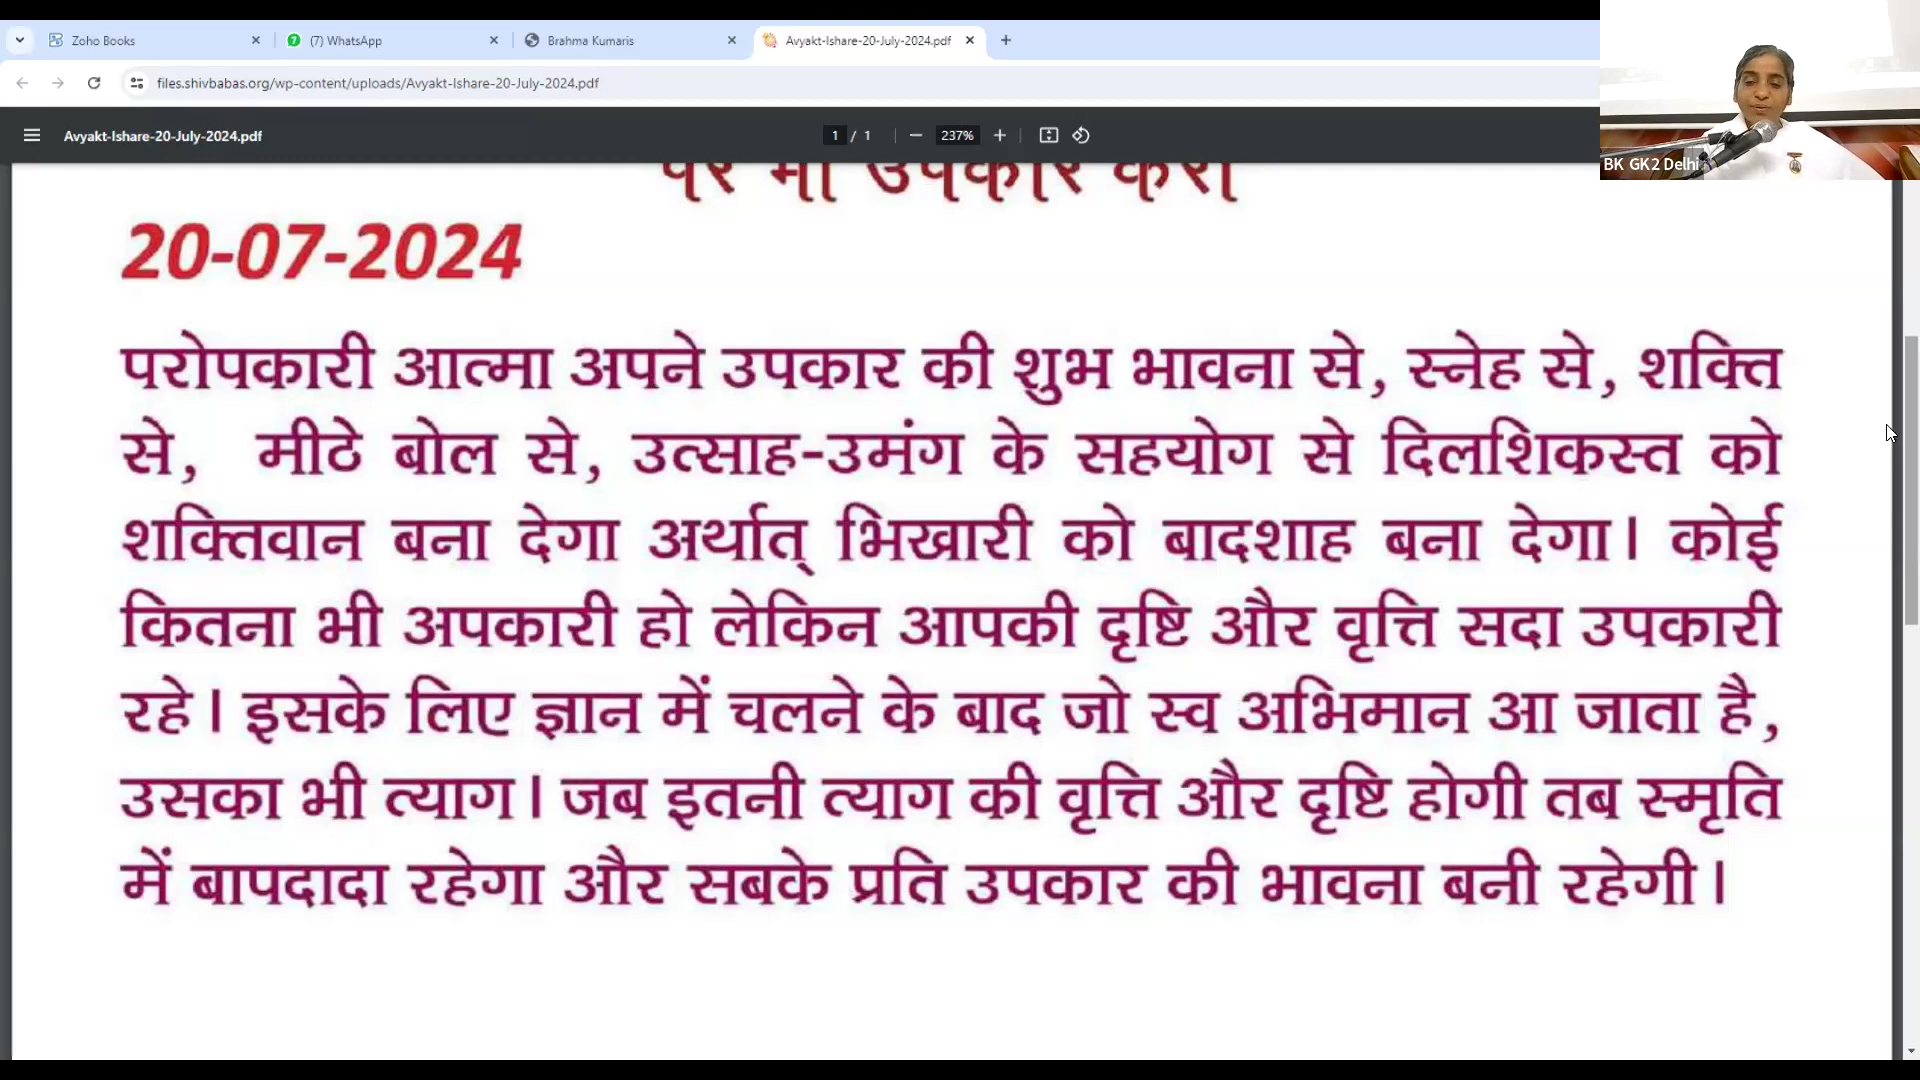 Zoho Books
(7) WhatsApp
Brahma Kumaris
Avyakt-Ishare-20-July-2024.pdf
files.shivbabas.org/wp-content/uploads/Avyakt-Ishare-20-July-2024.pdf
Avyakt-Ishare-20-July-2024.pdf
1 / 1
237%
BK GK2 Delhi
पर भी उपकार करो
20-07-2024
परोपकारी आत्मा अपने उपकार की शुभ भावना से, स्नेह से, शक्ति
से, मीठे बोल से, उत्साह-उमंग के सहयोग से दिलशिकस्त को
शक्तिवान बना देगा अर्थात् भिखारी को बादशाह बना देगा। कोई
कितना भी अपकारी हो लेकिन आपकी दृष्टि और वृत्ति सदा उपकारी
रहे। इसके लिए ज्ञान में चलने के बाद जो स्व अभिमान आ जाता है,
उसका भी त्याग। जब इतनी त्याग की वृत्ति और दृष्टि होगी तब स्मृति
में बापदादा रहेगा और सबके प्रति उपकार की भावना बनी रहेगी।